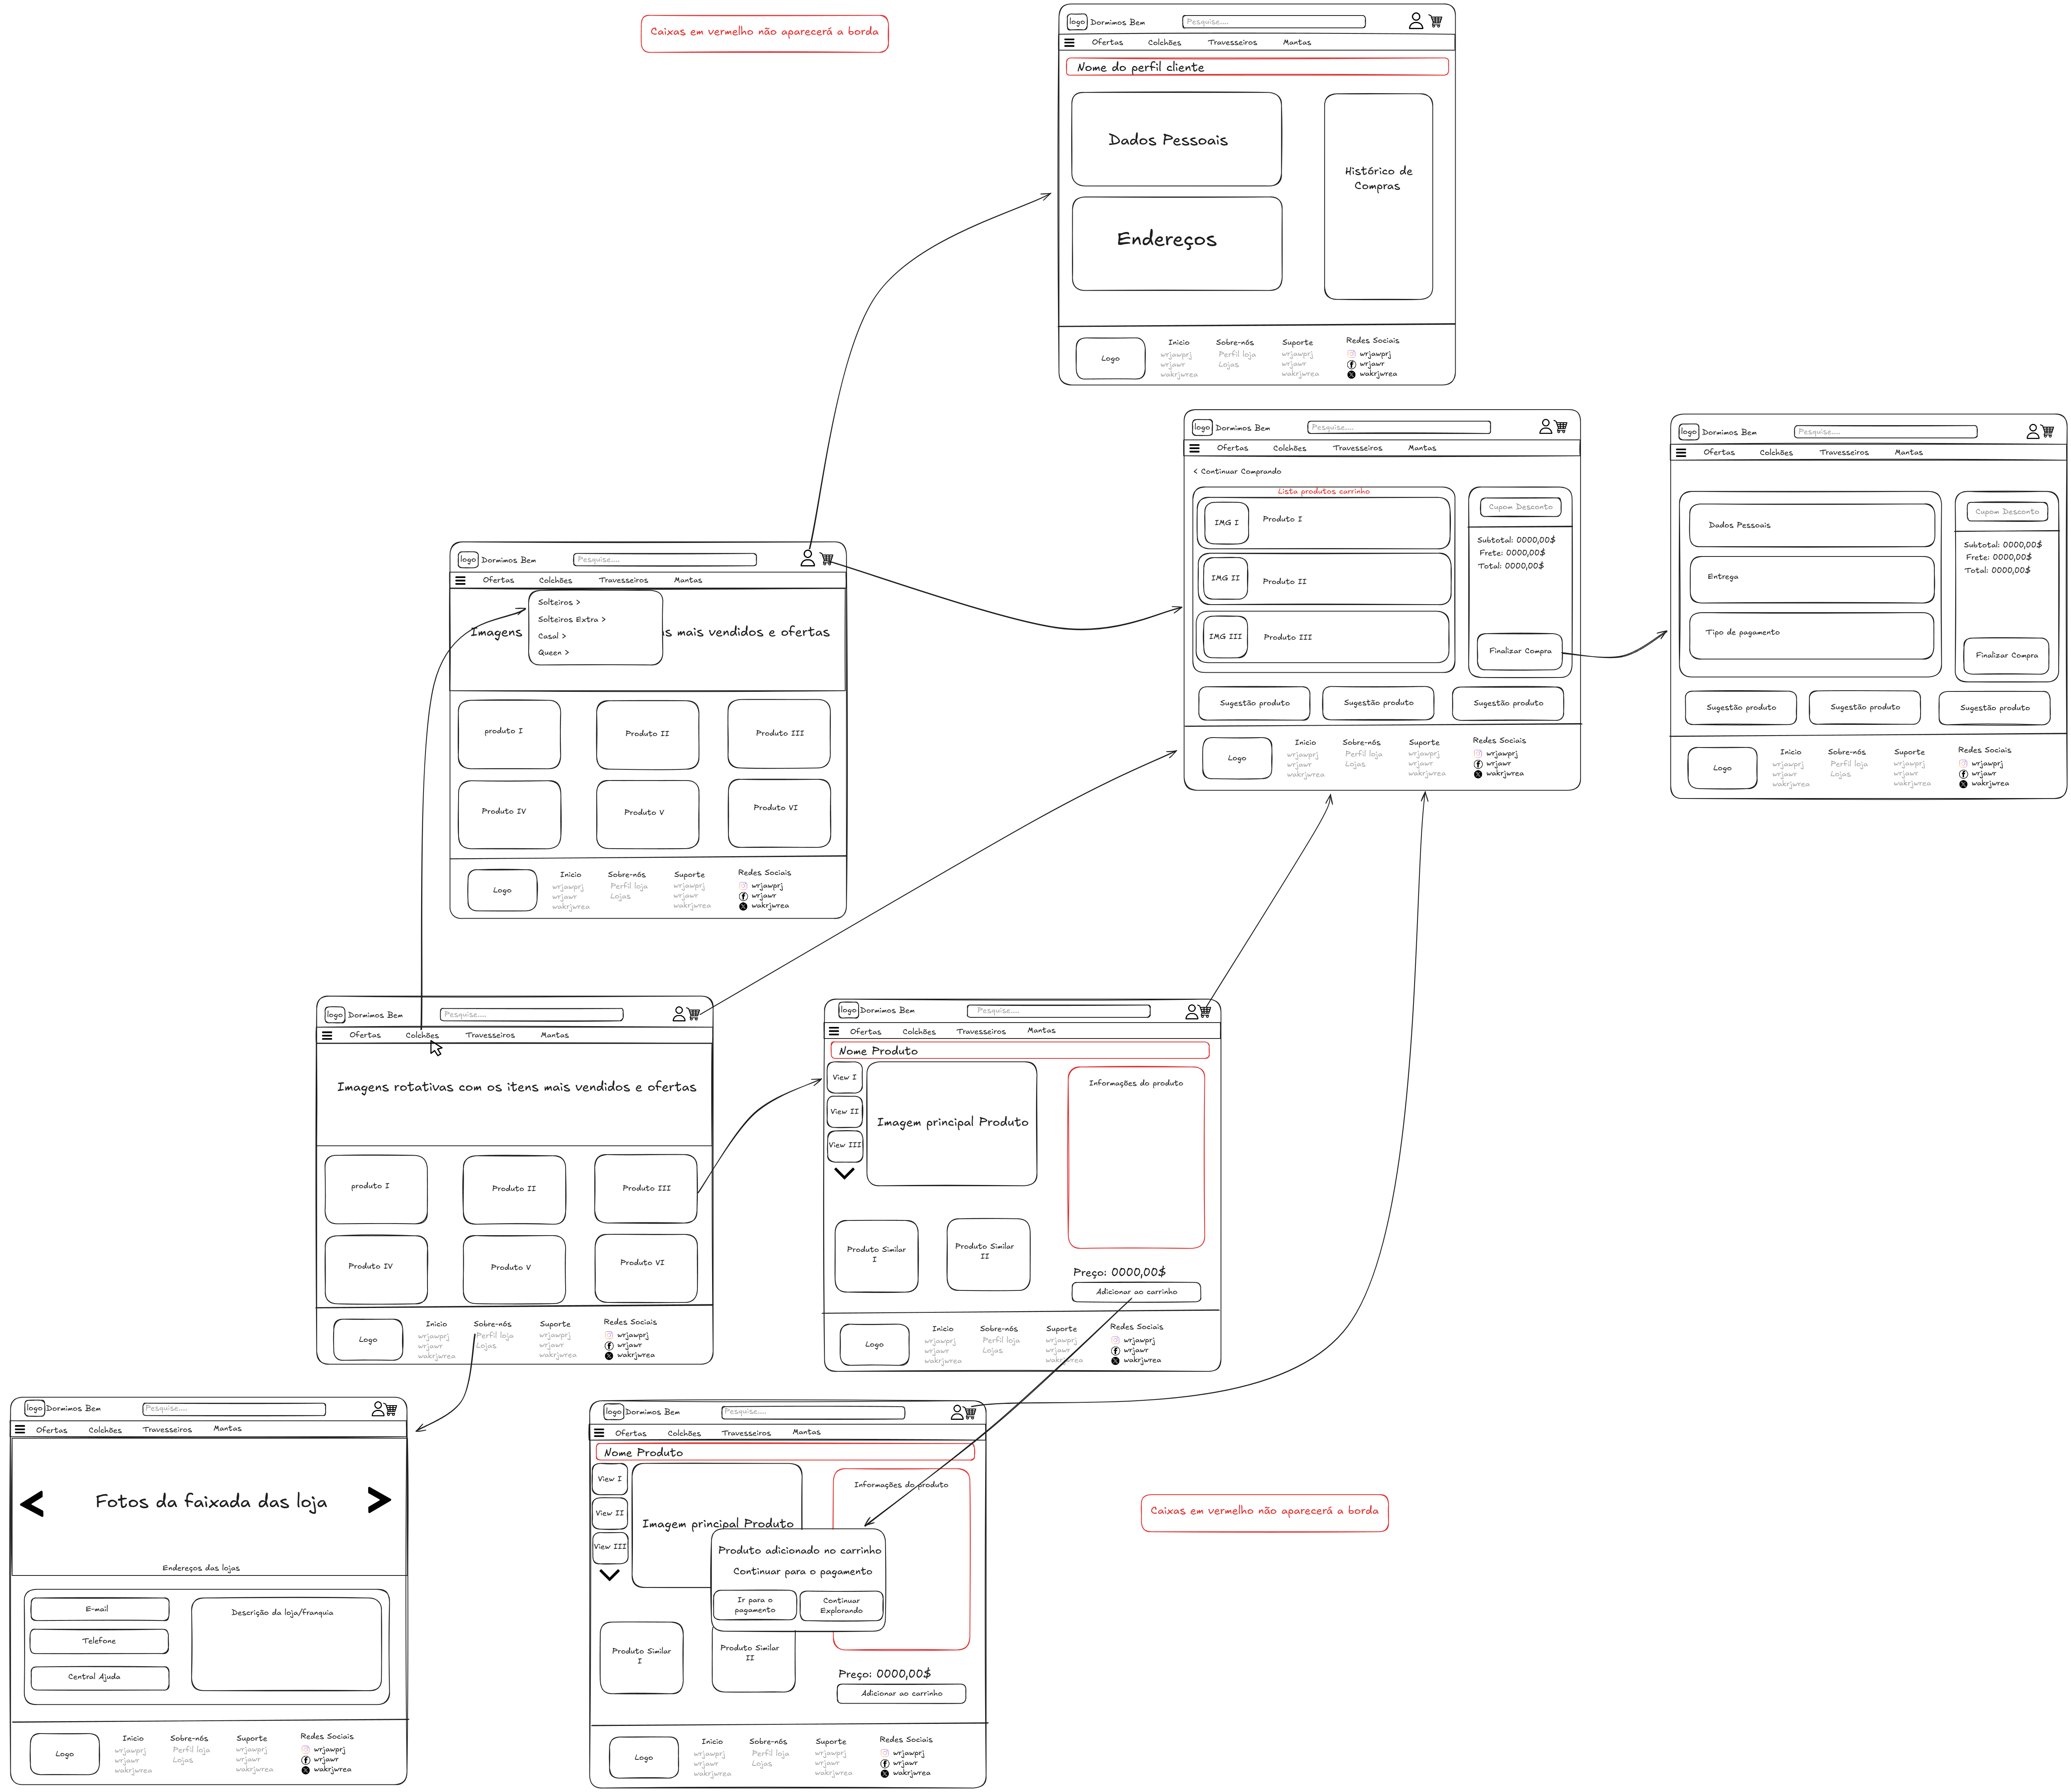 Caixas em vermelho não aparecerá a borda
logo Dormimos Bem
Pesquise....
Ofertas Colchões Travesseiros Mantas
Nome do perfil cliente
Dados Pessoais
Histórico de
Compras
Endereços
Logo
Inicio Sobre-nós Suporte Redes Sociais
wrjawprj Perfil loja wrjawprj wrjawprj
wrjawr Lojas wrjawr wrjawr
wakrjwrea wakrjwrea wakrjwrea
logo Dormimos Bem
Pesquise....
Ofertas Colchões Travesseiros Mantas
< Continuar Comprando
Lista produtos carrinho
IMG I Produto I
IMG II Produto II
IMG III Produto III
Cupom Desconto
Subtotal: 0000,00$
Frete: 0000,00$
Total: 0000,00$
Finalizar Compra
Sugestão produto Sugestão produto Sugestão produto
Logo
Inicio Sobre-nós Suporte Redes Sociais
wrjawprj Perfil loja wrjawprj wrjawprj
wrjawr Lojas wrjawr wrjawr
wakrjwrea wakrjwrea wakrjwrea
logo Dormimos Bem
Pesquise....
Ofertas Colchões Travesseiros Mantas
Dados Pessoais
Entrega
Tipo de pagamento
Cupom Desconto
Subtotal: 0000,00$
Frete: 0000,00$
Total: 0000,00$
Finalizar Compra
Sugestão produto Sugestão produto Sugestão produto
Logo
Inicio Sobre-nós Suporte Redes Sociais
wrjawprj Perfil loja wrjawprj wrjawprj
wrjawr Lojas wrjawr wrjawr
wakrjwrea wakrjwrea wakrjwrea
logo Dormimos Bem
Pesquise....
Ofertas Colchões Travesseiros Mantas
Solteiros >
Solteiros Extra >
Casal >
Queen >
Imagens s mais vendidos e ofertas
produto I Produto II Produto III
Produto IV Produto V Produto VI
Logo
Inicio Sobre-nós Suporte Redes Sociais
wrjawprj Perfil loja wrjawprj wrjawprj
wrjawr Lojas wrjawr wrjawr
wakrjwrea wakrjwrea wakrjwrea
logo Dormimos Bem
Pesquise....
Ofertas Colchões Travesseiros Mantas
Imagens rotativas com os itens mais vendidos e ofertas
produto I Produto II Produto III
Produto IV Produto V Produto VI
Logo
Inicio Sobre-nós Suporte Redes Sociais
wrjawprj Perfil loja wrjawprj wrjawprj
wrjawr Lojas wrjawr wrjawr
wakrjwrea wakrjwrea wakrjwrea
logo Dormimos Bem
Pesquise....
Ofertas Colchões Travesseiros Mantas
Nome Produto
View I
View II
View III
Imagem principal Produto
Informações do produto
Produto Similar
I
Produto Similar
II
Preço: 0000,00$
Adicionar ao carrinho
Logo
Inicio Sobre-nós Suporte Redes Sociais
wrjawprj Perfil loja wrjawprj wrjawprj
wrjawr Lojas wrjawr wrjawr
wakrjwrea wakrjwrea wakrjwrea
logo Dormimos Bem
Pesquise....
Ofertas Colchões Travesseiros Mantas
< Fotos da faixada das loja >
Endereços das lojas
E-mail
Telefone
Central Ajuda
Descrição da loja/franquia
Logo
Inicio Sobre-nós Suporte Redes Sociais
wrjawprj Perfil loja wrjawprj wrjawprj
wrjawr Lojas wrjawr wrjawr
wakrjwrea wakrjwrea wakrjwrea
logo Dormimos Bem
Pesquise....
Ofertas Colchões Travesseiros Mantas
Nome Produto
View I
View II
View III
Imagem principal Produto
Informações do produto
Produto adicionado no carrinho
Continuar para o pagamento
Ir para o
pagamento
Continuar
Explorando
Produto Similar
I
Produto Similar
II
Preço: 0000,00$
Adicionar ao carrinho
Logo
Inicio Sobre-nós Suporte Redes Sociais
wrjawprj Perfil loja wrjawprj wrjawprj
wrjawr Lojas wrjawr wrjawr
wakrjwrea wakrjwrea wakrjwrea
Caixas em vermelho não aparecerá a borda